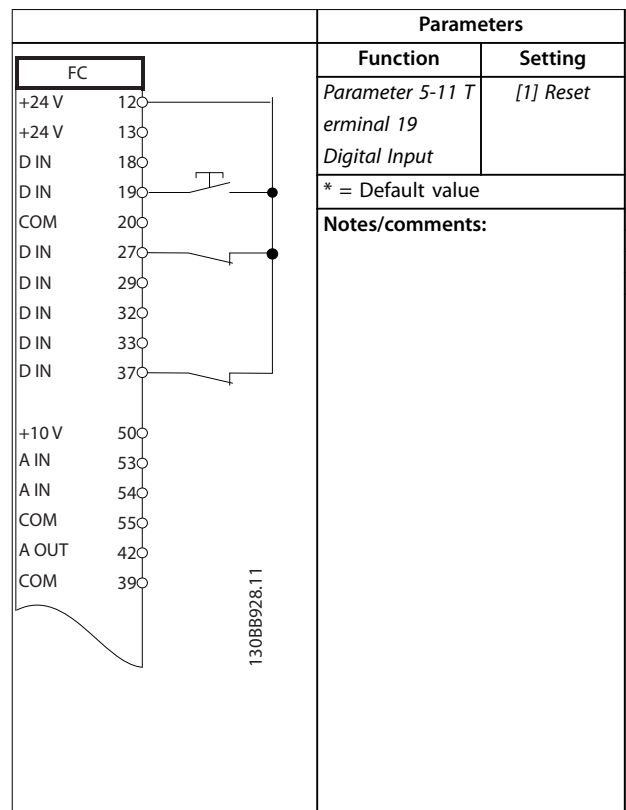 FC
+24 V 12
+24 V 13
D IN 18
D IN 19
COM 20
D IN 27
D IN 29
D IN 32
D IN 33
D IN 37
+10 V 50
A IN 53
A IN 54
COM 55
A OUT 42
COM 39
130BB928.11
Parameters
Function Setting
Parameter 5-11 T [1] Reset
erminal 19
Digital Input
* = Default value
Notes/comments: